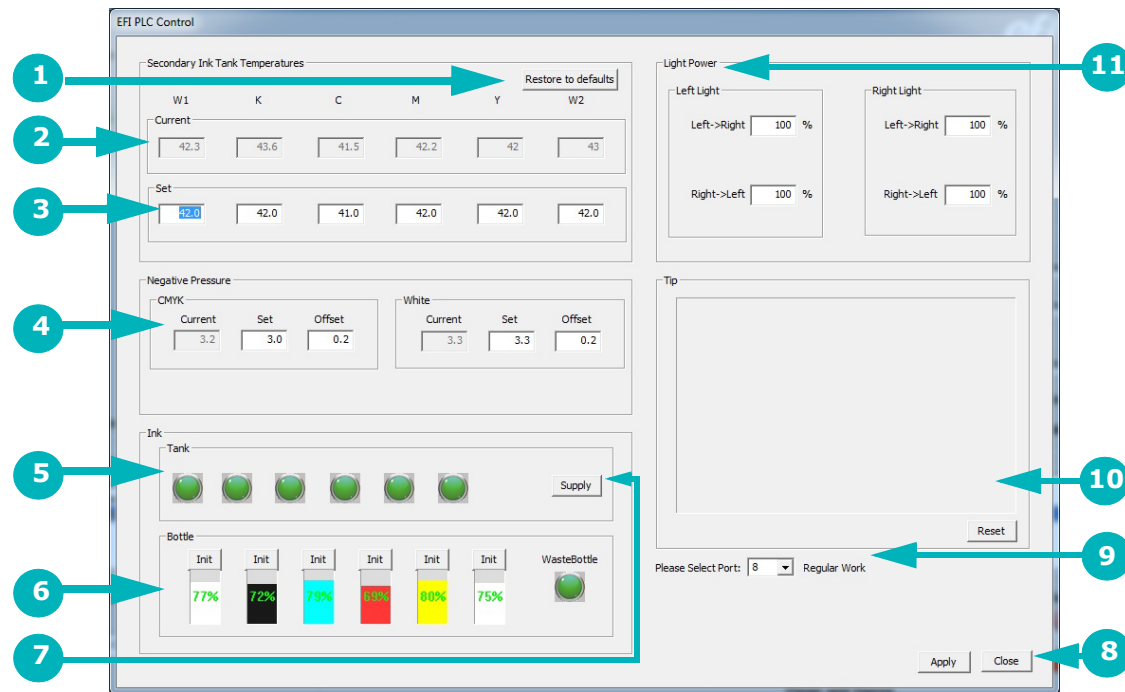 EFI PLC Control
1
Secondary Ink Tank Temperatures
Restore to defaults
W1 K C M Y W2
2
Current
42.3 43.6 41.5 42.2 42 43
3
Set
42.0 42.0 41.0 42.0 42.0 42.0
4
Negative Pressure
CMYK
Current Set Offset
3.2 3.0 0.2
White
Current Set Offset
3.3 3.3 0.2
5
Ink
Tank
Supply
6
Bottle
Init Init Init Init Init Init WasteBottle
77% 72% 79% 69% 80% 75%
7
11
Light Power
Left Light
Left->Right 100 %
Right->Left 100 %
Right Light
Left->Right 100 %
Right->Left 100 %
Tip
10
Reset
9
Please Select Port: 8 Regular Work
8
Apply Close